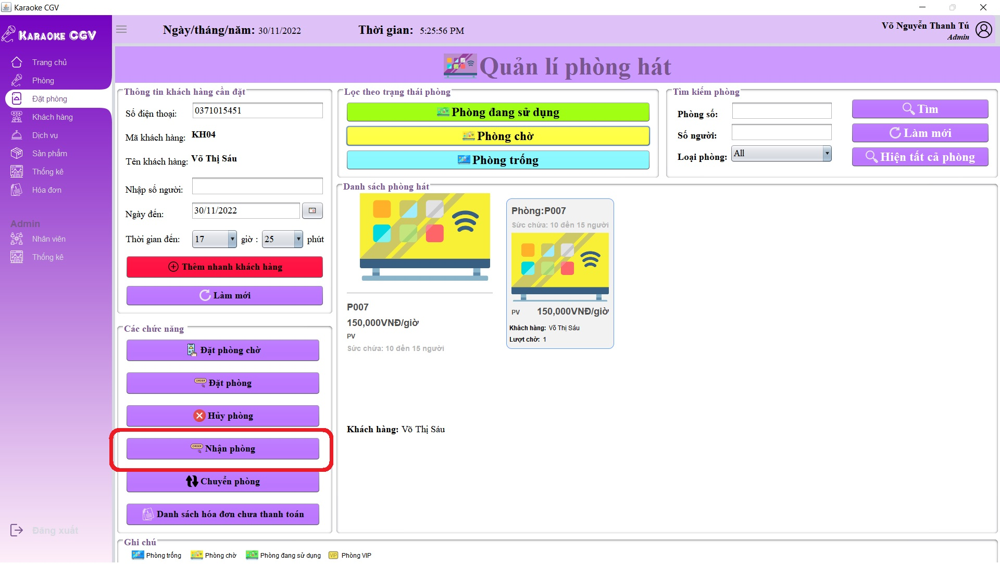 Karaoke CGV
KARAOKE CGV
Trang chủ
Phòng
Đặt phòng
Khách hàng
Dịch vụ
Sản phẩm
Thống kê
Hóa đơn
Admin
Nhân viên
Thống kê
Đăng xuất
Ngày/tháng/năm: 30/11/2022
Thời gian: 5:25:56 PM
Võ Nguyễn Thanh Tú
Admin
Quản lí phòng hát
Thông tin khách hàng cần đặt
Số điện thoại: 0371015451
Mã khách hàng: KH04
Tên khách hàng: Võ Thị Sáu
Nhập số người:
Ngày đến: 30/11/2022
Thời gian đến: 17 giờ : 25 phút
Thêm nhanh khách hàng
Làm mới
Các chức năng
Đặt phòng chờ
ORDER Đặt phòng
Hủy phòng
ORDER Nhận phòng
Chuyển phòng
Danh sách hóa đơn chưa thanh toán
Lọc theo trạng thái phòng
Phòng đang sử dụng
Phòng chờ
Phòng trống
Tìm kiếm phòng
Phòng số:
Số người:
Loại phòng: All
Tìm
Làm mới
Hiện tất cả phòng
Danh sách phòng hát
P007
150,000VNĐ/giờ
PV
Sức chứa: 10 đến 15 người
Khách hàng: Võ Thị Sáu
Phòng:P007
Sức chứa: 10 đến 15 người
PV 150,000VNĐ/giờ
Khách hàng: Võ Thị Sáu
Lượt chờ: 1
Ghi chú
Phòng trống
Phòng chờ
Phòng đang sử dụng
VIP Phòng VIP